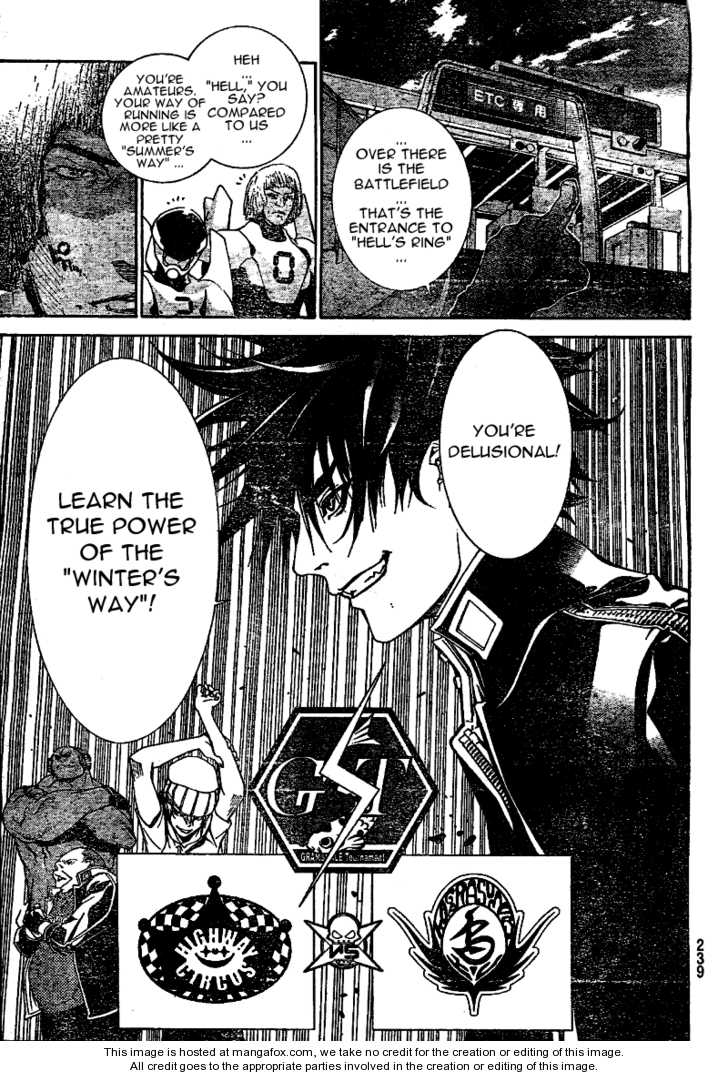 ETC 専用
...
OVER THERE
IS THE
BATTLEFIELD
...
THAT'S THE
ENTRANCE TO
"HELL'S RING"
...
HEH
...
"HELL," YOU
SAY?
COMPARED
TO US
...
YOU'RE
AMATEURS.
YOUR WAY OF
RUNNING IS
MORE LIKE A
PRETTY
"SUMMER'S
WAY" ...
0
YOU'RE
DELUSIONAL!
LEARN THE
TRUE POWER
OF THE
"WINTER'S
WAY"!
G T
Tournament
HIGHWAY
CIRCUS
VS
239
This image is hosted at mangafox.com, we take no credit for the creation or editing of this image.
All credit goes to the appropriate parties involved in the creation or editing of this image.